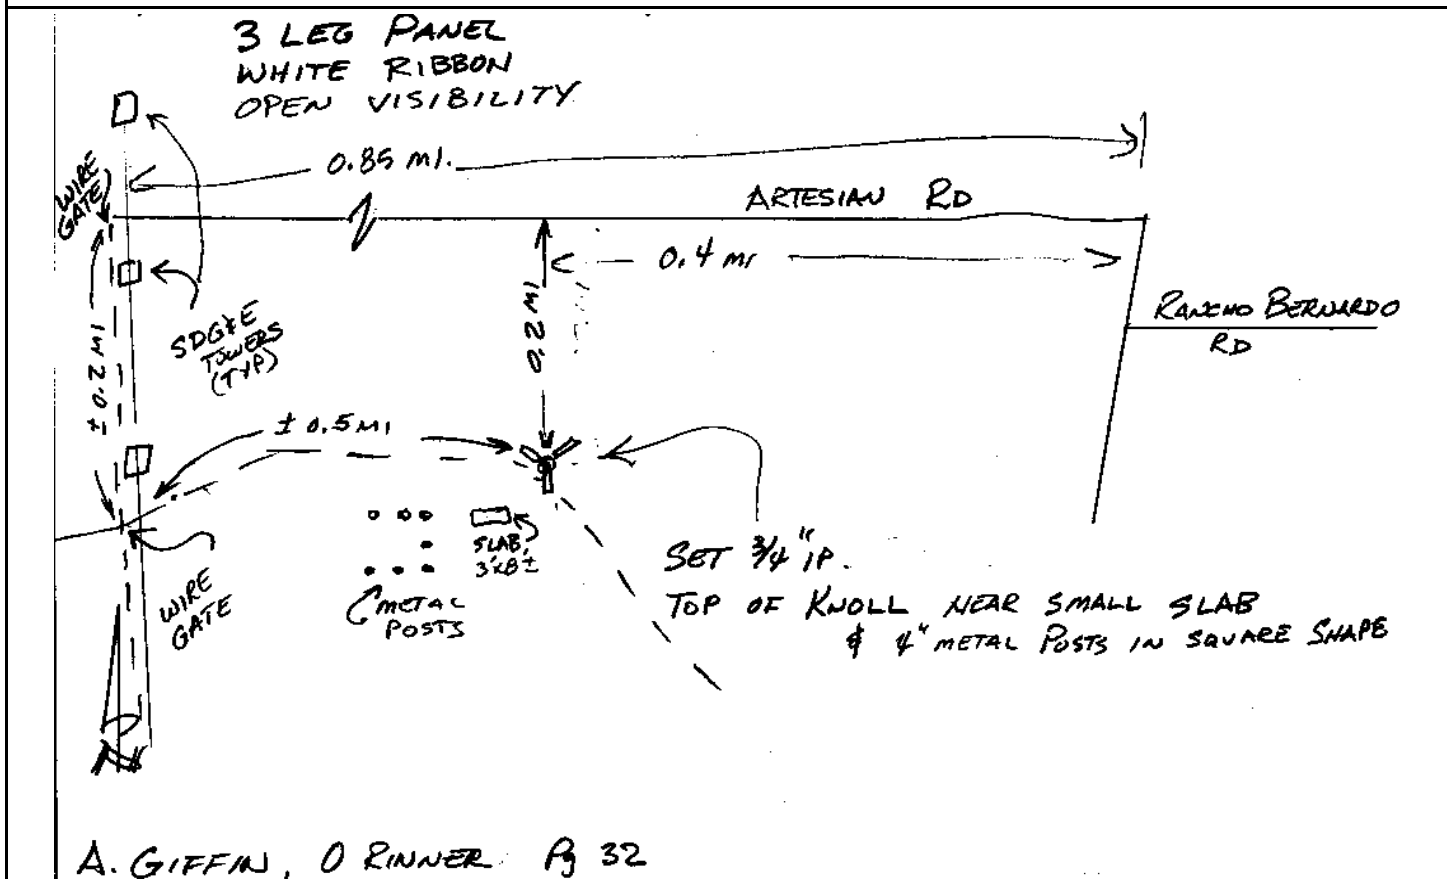 3 LEG PANEL
WHITE RIBBON
OPEN VISIBILITY
0.85 MI.
WIRE
GATE
ARTESIAN RD
0.4 MI
0.2 MI
RANCHO BERNARDO
RD
SDG&E
TOWERS
(TYP)
±0.2 MI
± 0.5 MI
SLAB,
3'x8'±
METAL
POSTS
WIRE
GATE
SET 3/4" IP.
TOP OF KNOLL NEAR SMALL SLAB
& 4" METAL POSTS IN SQUARE SHAPE
A. GIFFIN, O RINNER Pg 32